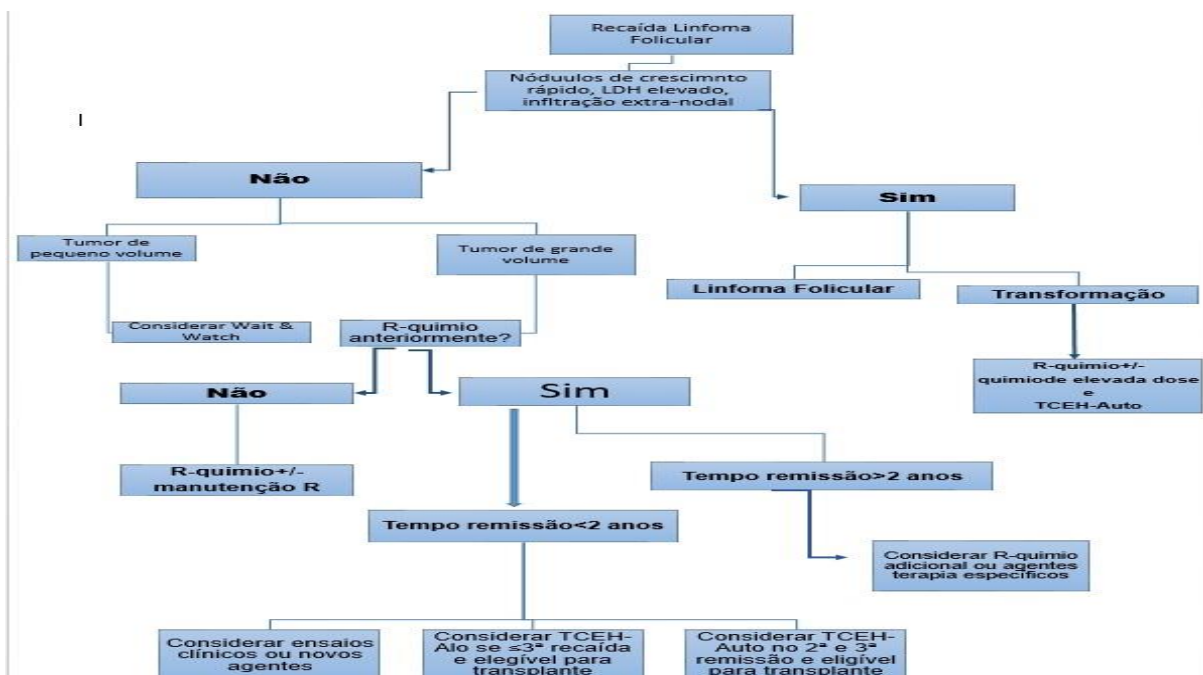 Recaída Linfoma
Folicular
Nóduulos de crescimnto
rápido, LDH elevado,
infltração extra-nodal
I
Não
Sim
Tumor de
pequeno volume
Tumor de grande
volume
Linfoma Folicular
Transformação
Considerar Wait &
Watch
R-quimio
anteriormente?
R-quimio+/-
quimiode elevada dose
e
TCEH-Auto
Não
Sim
R-quimio+/-
manutenção R
Tempo remissão>2 anos
Tempo remissão<2 anos
Considerar R-quimio
adicional ou agentes
terapia específicos
Considerar ensaios
clínicos ou novos
agentes
Considerar TCEH-
Alo se ≤3ª recaída
e elegível para
transplante
Considerar TCEH-
Auto no 2ª e 3ª
remissão e eligível
para transplante